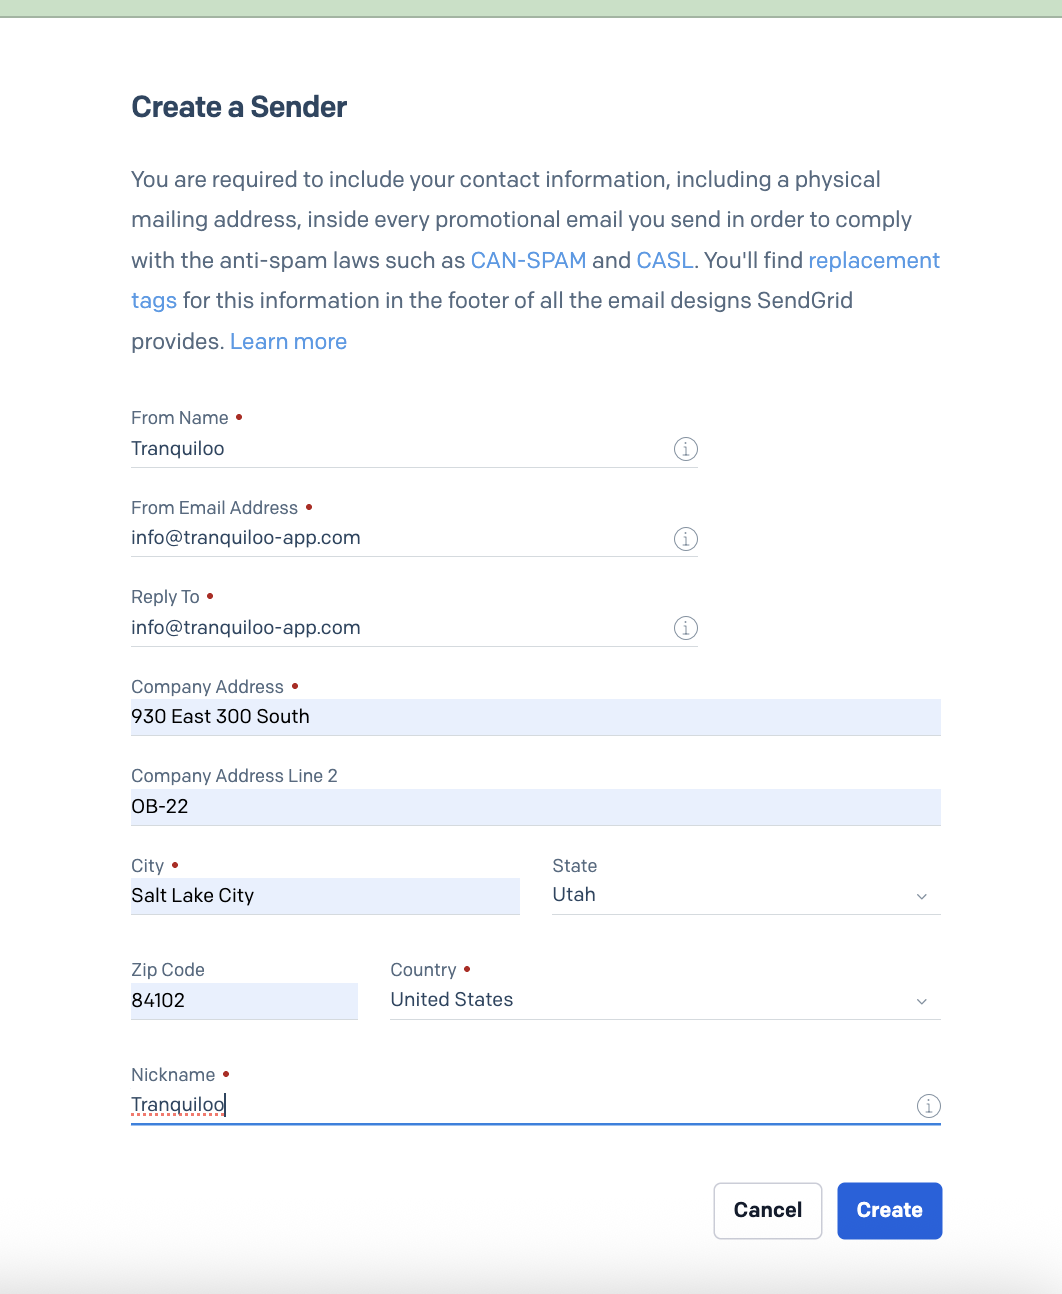 Create a Sender
You are required to include your contact information, including a physical
mailing address, inside every promotional email you send in order to comply
with the anti-spam laws such as CAN-SPAM and CASL. You'll find replacement
tags for this information in the footer of all the email designs SendGrid
provides. Learn more
From Name •
Tranquiloo
From Email Address •
info@tranquiloo-app.com
Reply To •
info@tranquiloo-app.com
Company Address •
930 East 300 South
Company Address Line 2
OB-22
City •
Salt Lake City
State
Utah
Zip Code
84102
Country •
United States
Nickname •
Tranquiloo
Cancel
Create